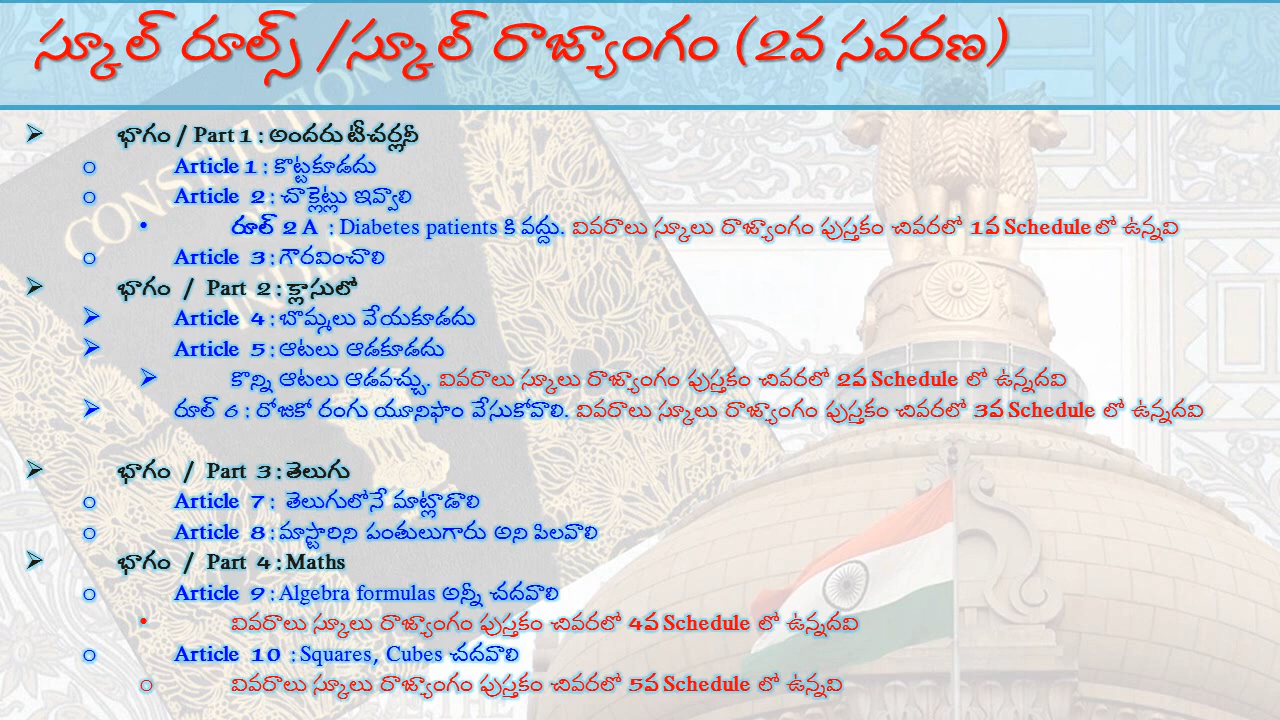 స్కూల్ రూల్స్ /స్కూల్ రాజ్యాంగం (2వ సవరణ)
భాగం / Part 1 : అందరు టీచర్లనీ
Article 1 : కొట్టకూడదు
Article 2 : చాక్లెట్లు ఇవ్వాలి
రూల్ 2 A : Diabetes patients కి వద్దు. వివరాలు స్కూలు రాజ్యాంగం పుస్తకం చివరలో 1వ Schedule లో ఉన్నవి
Article 3 : గౌరవించాలి
భాగం / Part 2 : క్లాసులో
Article 4 : బొమ్మలు వేయకూడదు
Article 5 : ఆటలు ఆడకూడదు
కొన్ని ఆటలు ఆడవచ్చు. వివరాలు స్కూలు రాజ్యాంగం పుస్తకం చివరలో 2వ Schedule లో ఉన్నదవి
రూల్ 6 : రోజుకో రంగు యూనిఫాం వేసుకోవాలి. వివరాలు స్కూలు రాజ్యాంగం పుస్తకం చివరలో 3వ Schedule లో ఉన్నదవి
భాగం / Part 3 : తెలుగు
Article 7 : తెలుగులోనే మాట్లాడాలి
Article 8 : మాస్టారిని పంతులుగారు అని పిలవాలి
భాగం / Part 4 : Maths
Article 9 : Algebra formulas అన్నీ చదవాలి
వివరాలు స్కూలు రాజ్యాంగం పుస్తకం చివరలో 4వ Schedule లో ఉన్నదవి
Article 10 : Squares, Cubes చదవాలి
వివరాలు స్కూలు రాజ్యాంగం పుస్తకం చివరలో 5వ Schedule లో ఉన్నవి
CONSTITUTION
INDIA